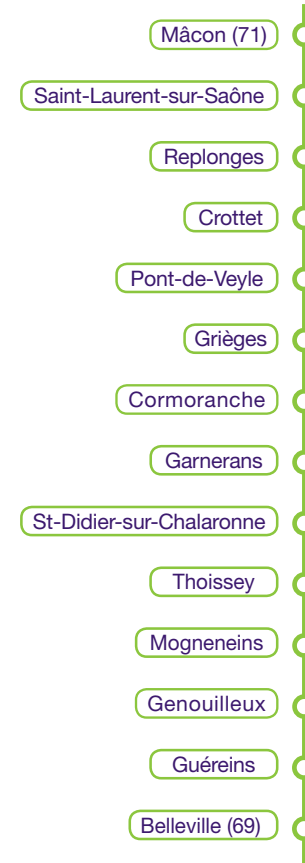 Mâcon (71)
Saint-Laurent-sur-Saône
Replonges
Crottet
Pont-de-Veyle
Grièges
Cormoranche
Garnerans
St-Didier-sur-Chalaronne
Thoissey
Mogneneins
Genouilleux
Guéreins
Belleville (69)